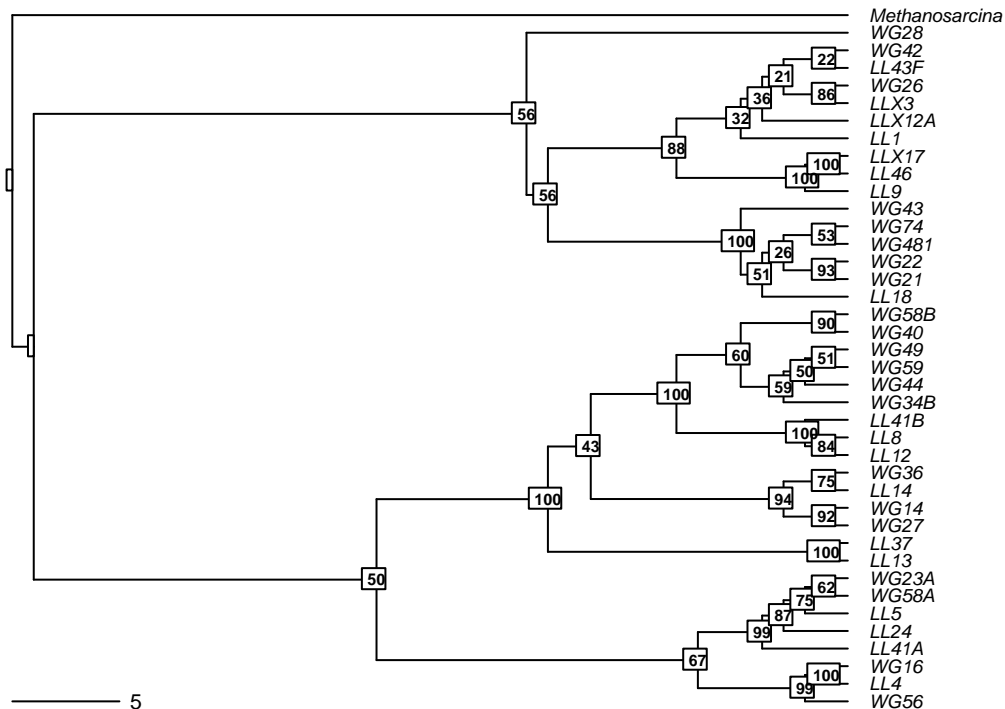 Methanosarcina
WG28
WG42
22
LL43F
21
WG26
36
86
LLX3
32
LLX12A
56
LL1
88
LLX17
100
LL46
100
LL9
56
WG43
WG74
53
100
WG481
26
WG22
51
93
WG21
LL18
WG58B
90
WG40
WG49
60
51
WG59
50
WG44
59
100
WG34B
LL41B
100
LL8
43
84
LL12
WG36
75
LL14
100
94
WG14
92
WG27
LL37
100
LL13
WG23A
50
62
WG58A
75
LL5
87
LL24
99
LL41A
67
WG16
100
LL4
99
WG56
5